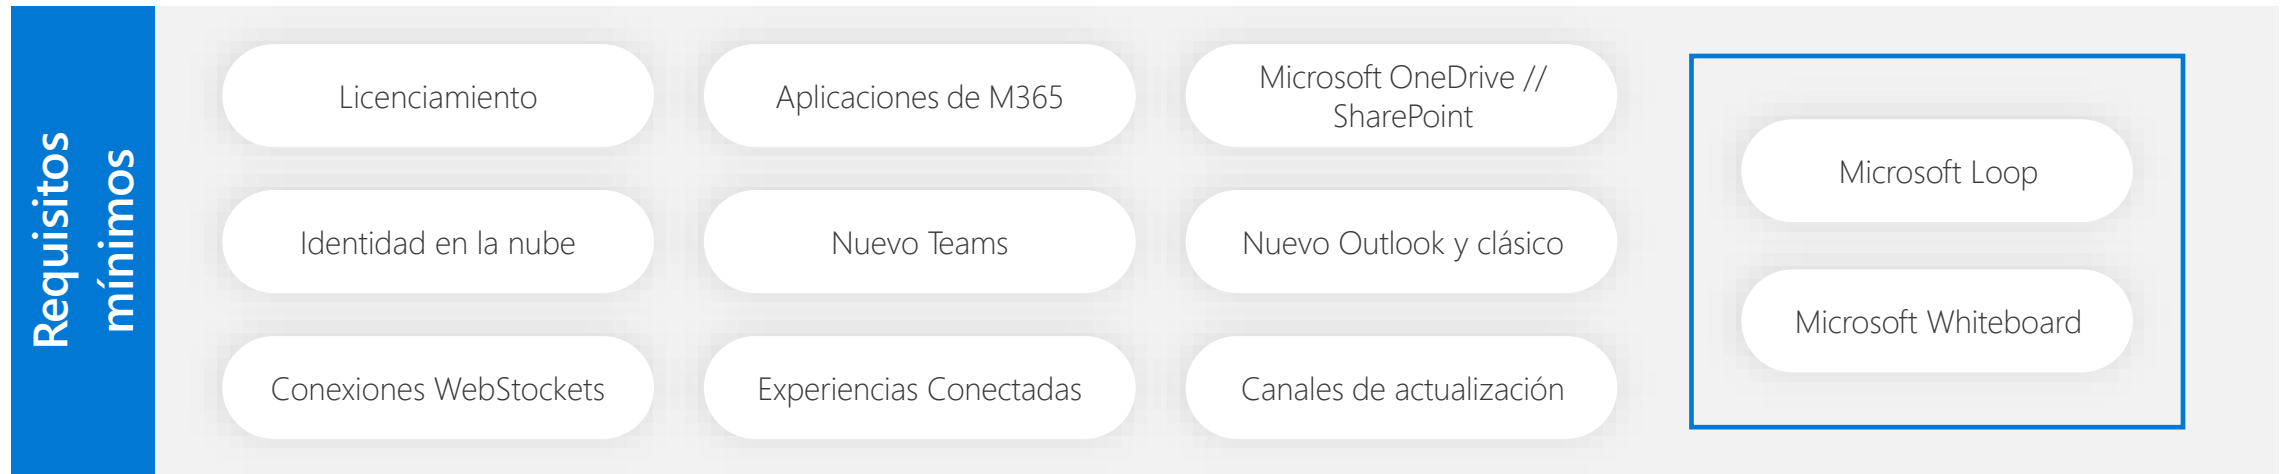 Requisitos
mínimos
Licenciamiento
Aplicaciones de M365
Microsoft OneDrive //
SharePoint
Identidad en la nube
Nuevo Teams
Nuevo Outlook y clásico
Conexiones WebStockets
Experiencias Conectadas
Canales de actualización
Microsoft Loop
Microsoft Whiteboard